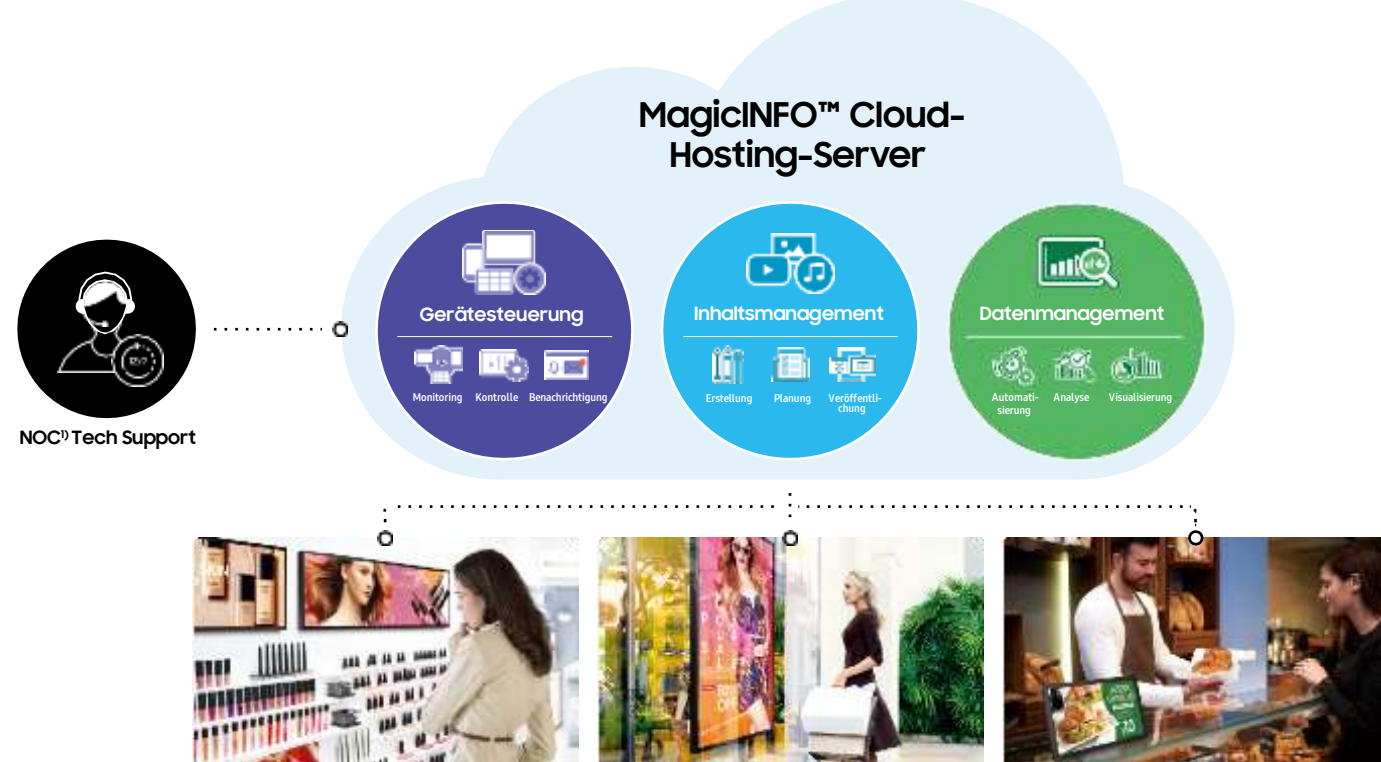 MagicINFO™ Cloud-
Hosting-Server
Gerätesteuerung
Monitoring Kontrolle Benachrichtigung
Inhaltsmanagement
Erstellung Planung Veröffentli-
chung
Datenmanagement
Automati-
sierung
Analyse Visualisierung
NOC¹⁾ Tech Support